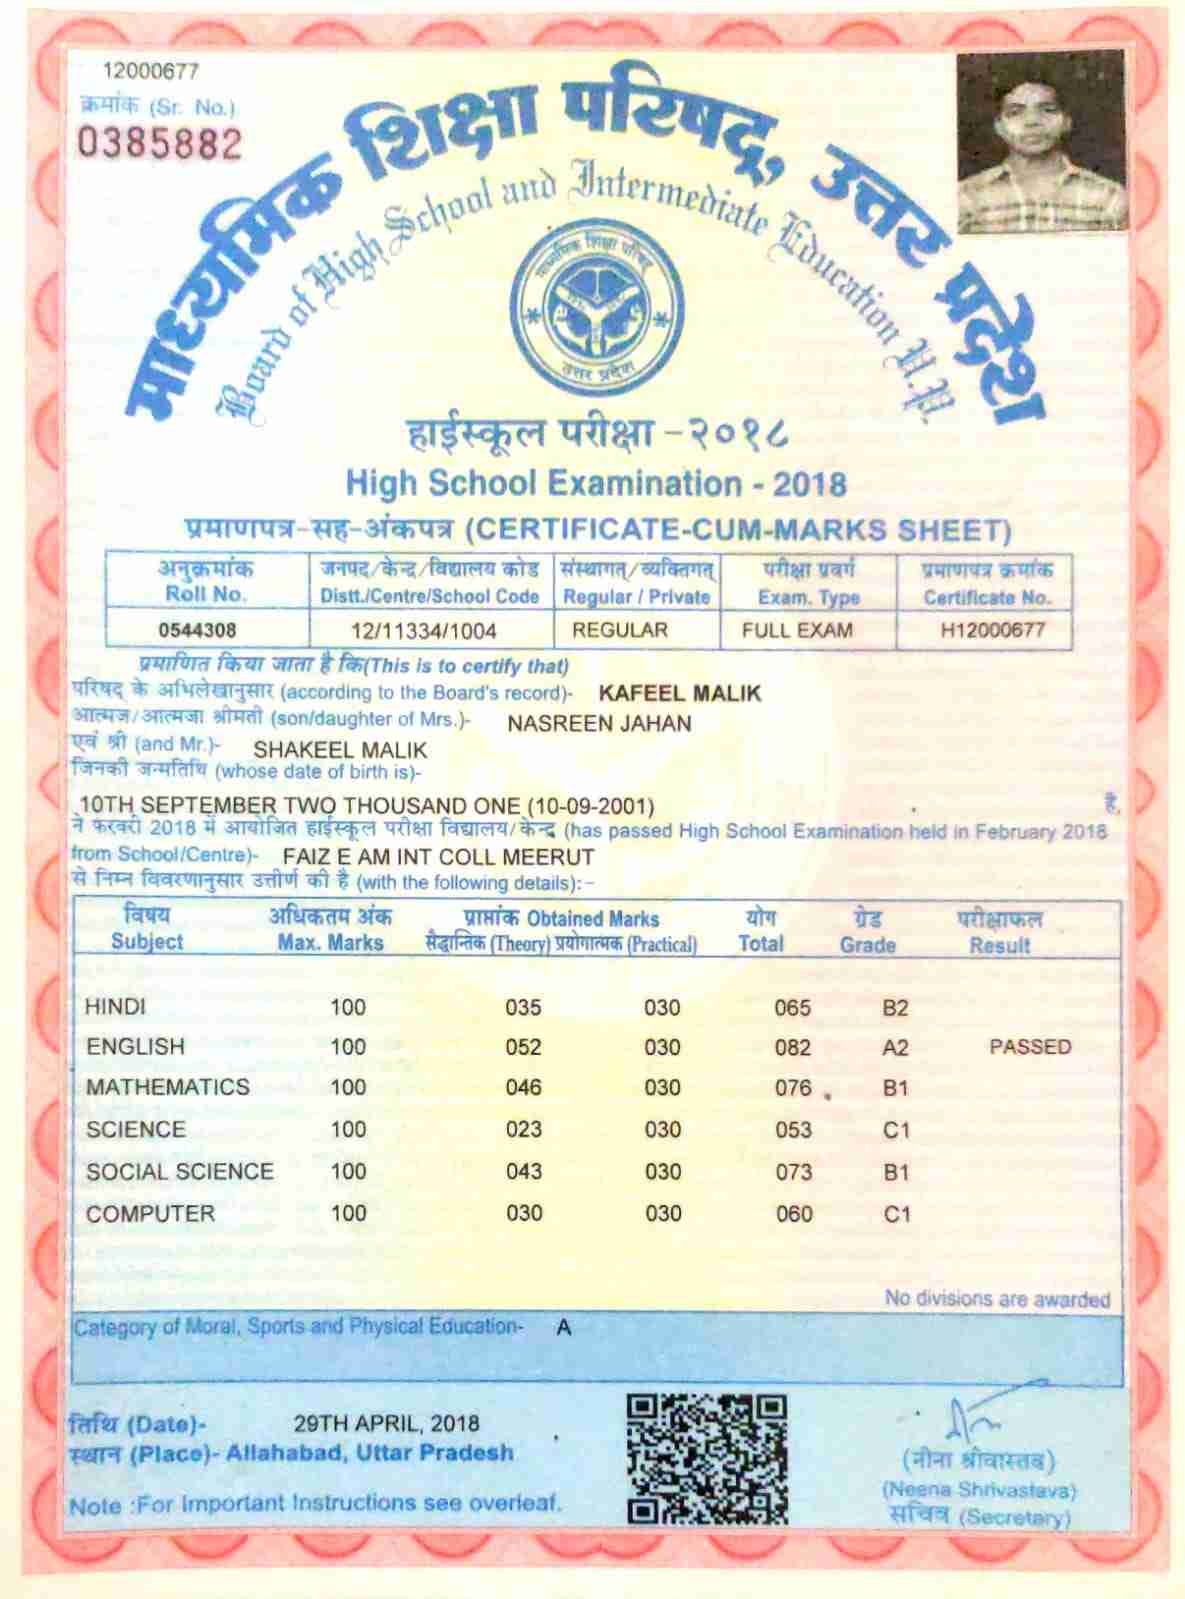 12000677
क्रमांक (Sr. No.)
0385882
माध्यमिक शिक्षा परिषद्, उत्तर प्रदेश
Board of High School and Intermediate Education U.P.
माध्यमिक शिक्षा परिषद्
उत्तर प्रदेश
हाईस्कूल परीक्षा -२०१८
High School Examination - 2018
प्रमाणपत्र-सह-अंकपत्र (CERTIFICATE-CUM-MARKS SHEET)
अनुक्रमांक जनपद/केन्द्र/विद्यालय कोड संस्थागत/व्यक्तिगत् परीक्षा प्रवर्ग प्रमाणपत्र क्रमांक
Roll No. Distt./Centre/School Code Regular / Private Exam. Type Certificate No.
0544308 12/11334/1004 REGULAR FULL EXAM H12000677
प्रमाणित किया जाता है कि(This is to certify that)
परिषद के अभिलेखानुसार (according to the Board's record)- KAFEEL MALIK
आत्मज/आत्मजा श्रीमती (son/daughter of Mrs.)- NASREEN JAHAN
एवं श्री (and Mr.)- SHAKEEL MALIK
जिनकी जन्मतिथि (whose date of birth is)-
10TH SEPTEMBER TWO THOUSAND ONE (10-09-2001) है,
ने फरवरी 2018 में आयोजित हाईस्कूल परीक्षा विद्यालय/केन्द्र (has passed High School Examination held in February 2018
from School/Centre)- FAIZ E AM INT COLL MEERUT
से निम्न विवरणानुसार उत्तीर्ण की है (with the following details):-
विषय अधिकतम अंक प्राप्तांक Obtained Marks योग ग्रेड परीक्षाफल
Subject Max. Marks सैद्धान्तिक (Theory) प्रयोगात्मक (Practical) Total Grade Result
HINDI 100 035 030 065 B2
ENGLISH 100 052 030 082 A2 PASSED
MATHEMATICS 100 046 030 076 B1
SCIENCE 100 023 030 053 C1
SOCIAL SCIENCE 100 043 030 073 B1
COMPUTER 100 030 030 060 C1
No divisions are awarded
Category of Moral, Sports and Physical Education- A
तिथि (Date)- 29TH APRIL, 2018
स्थान (Place)- Allahabad, Uttar Pradesh
Note :For Important Instructions see overleaf.
(नीना श्रीवास्तव)
(Neena Shrivastava)
सचिव (Secretary)